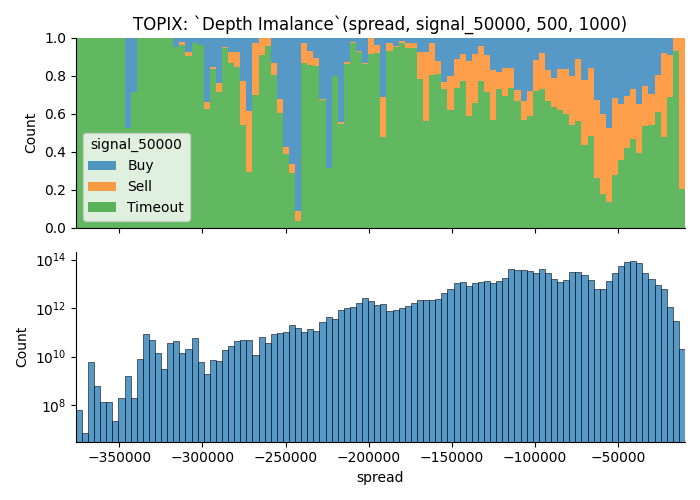 TOPIX: `Depth Imalance`(spread, signal_50000, 500, 1000)
1.0
0.8
0.6
0.4
0.2
0.0
Count
signal_50000
Buy
Sell
Timeout
10^14
10^12
10^10
10^8
Count
−350000 −300000 −250000 −200000 −150000 −100000 −50000
spread